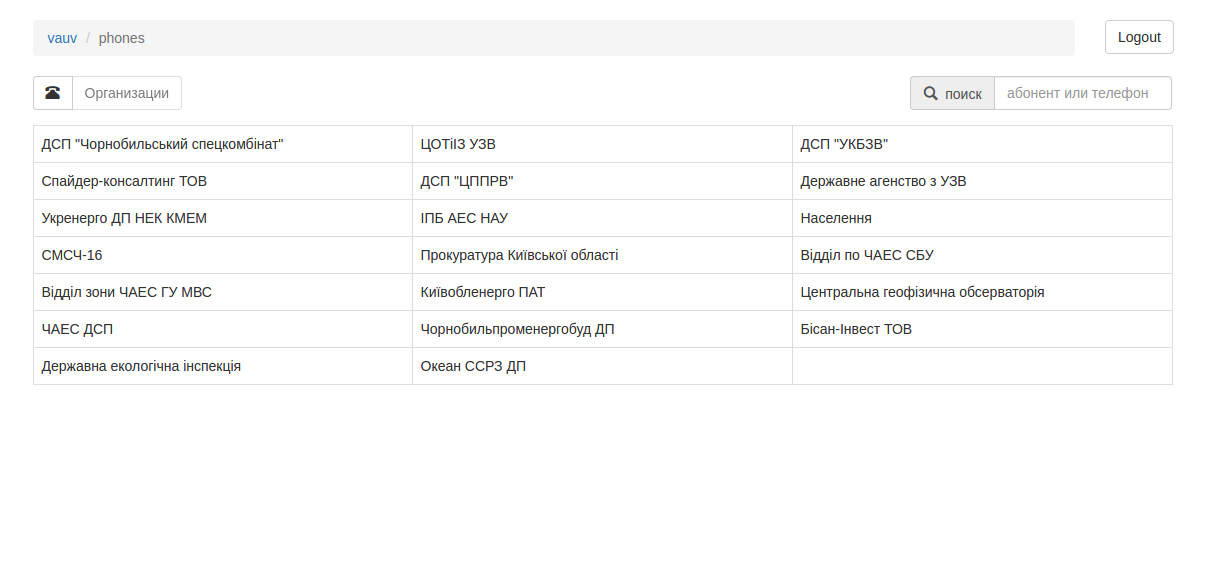 vauv / phones
Logout
Организации
поиск
абонент или телефон
ДСП "Чорнобильський спецкомбінат" ЦОТіІЗ УЗВ ДСП "УКБЗВ"
Спайдер-консалтинг ТОВ ДСП "ЦППРВ" Державне агенство з УЗВ
Укренерго ДП НЕК КМЕМ ІПБ АЕС НАУ Населення
СМСЧ-16 Прокуратура Київської області Відділ по ЧАЕС СБУ
Відділ зони ЧАЕС ГУ МВС Київобленерго ПАТ Центральна геофізична обсерваторія
ЧАЕС ДСП Чорнобильпроменергобуд ДП Бісан-Інвест ТОВ
Державна екологічна інспекція Океан ССРЗ ДП